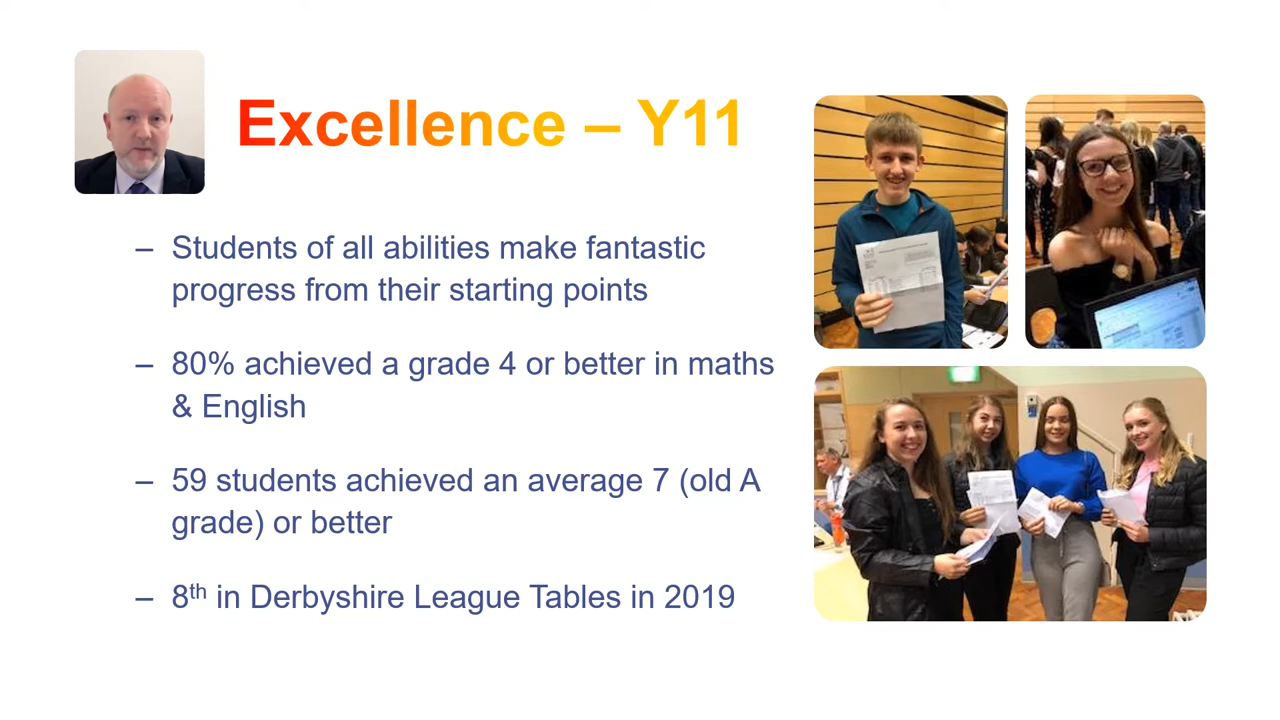 Excellence – Y11
– Students of all abilities make fantastic
progress from their starting points
– 80% achieved a grade 4 or better in maths
& English
– 59 students achieved an average 7 (old A
grade) or better
– 8th in Derbyshire League Tables in 2019